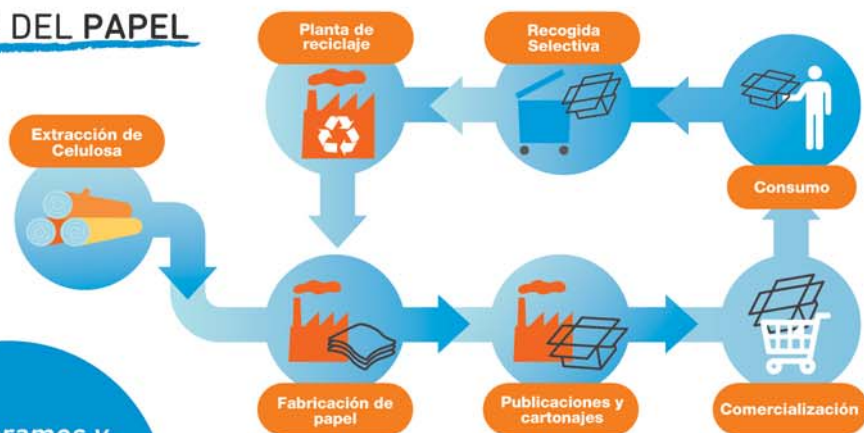 DEL PAPEL
Planta de
reciclaje
Recogida
Selectiva
Extracción de
Celulosa
Consumo
Fabricación de
papel
Publicaciones y
cartonajes
Comercialización